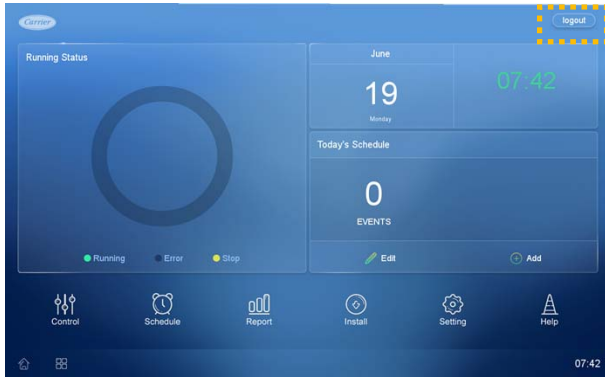 Carrier
logout
Running Status
June
19
Monday
07:42
Today's Schedule
0
EVENTS
Running
Error
Stop
Edit
Add
Control
Schedule
Report
Install
Setting
Help
07:42